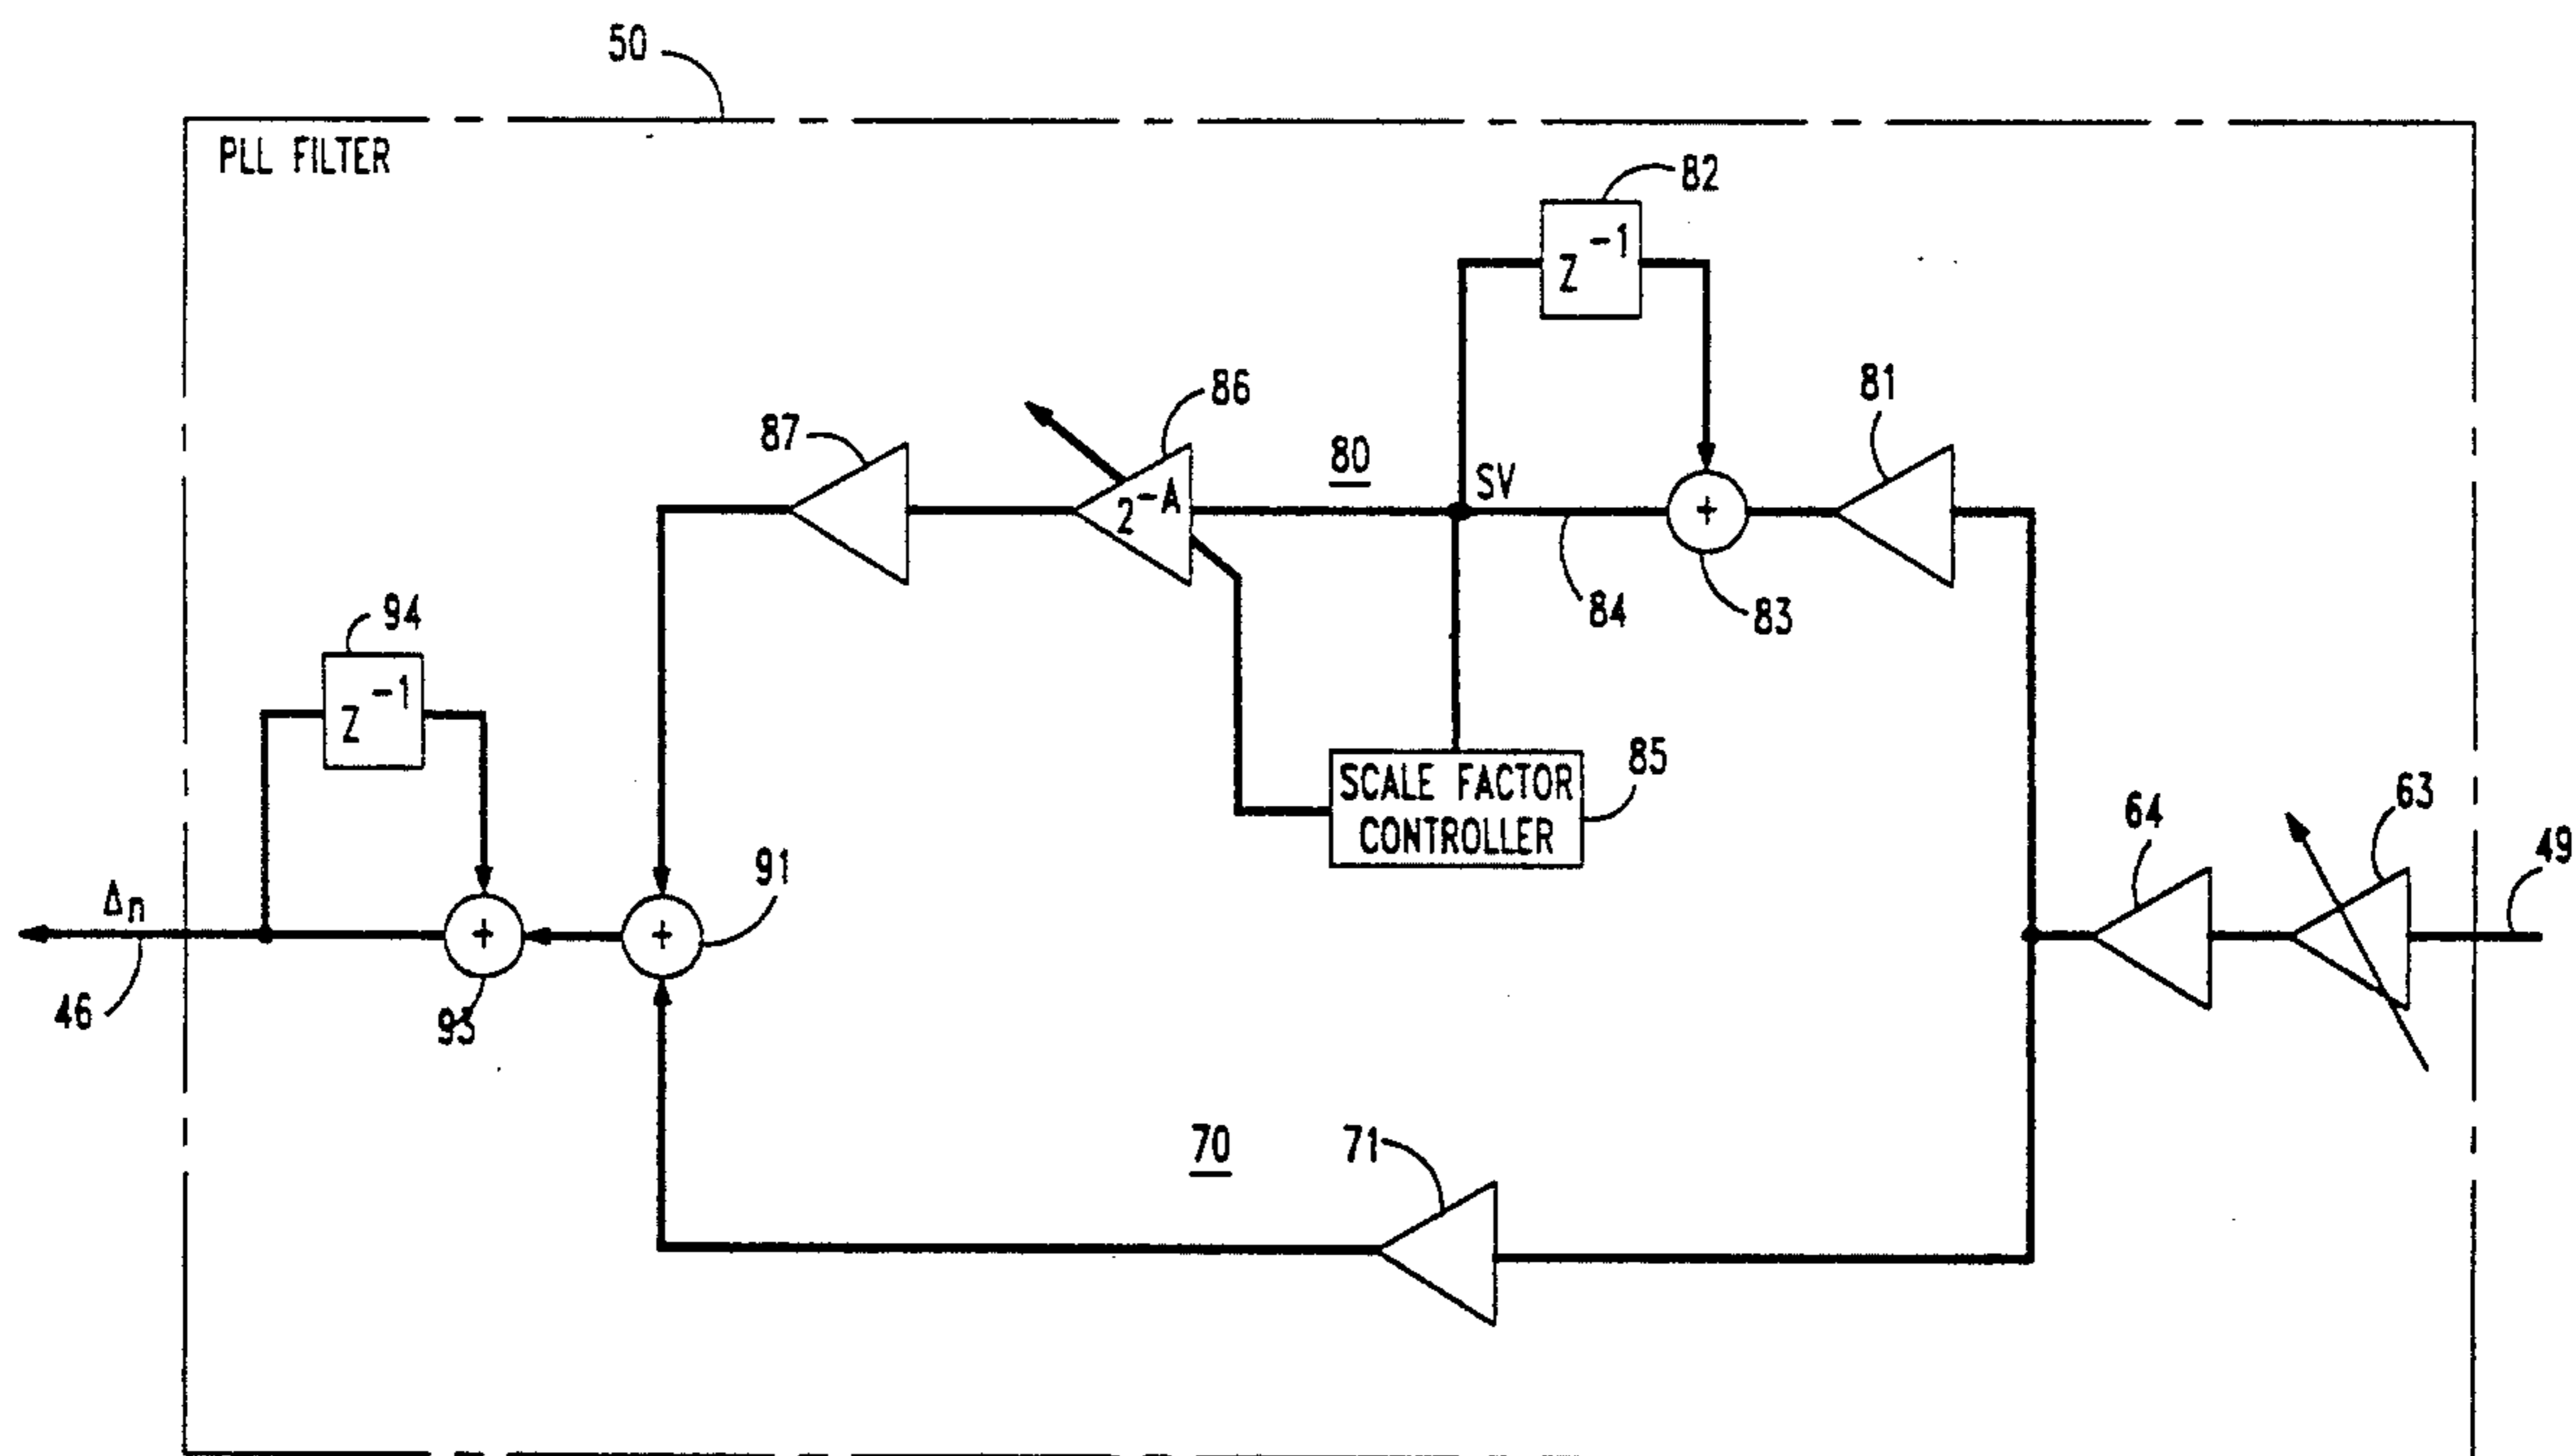 50
PLL FILTER
82
Z⁻¹
81
86
87
80
SV
2⁻ᴬ
84
83
94
Z⁻¹
85
SCALE FACTOR
CONTROLLER
63
64
49
91
Δn
46
93
70
71